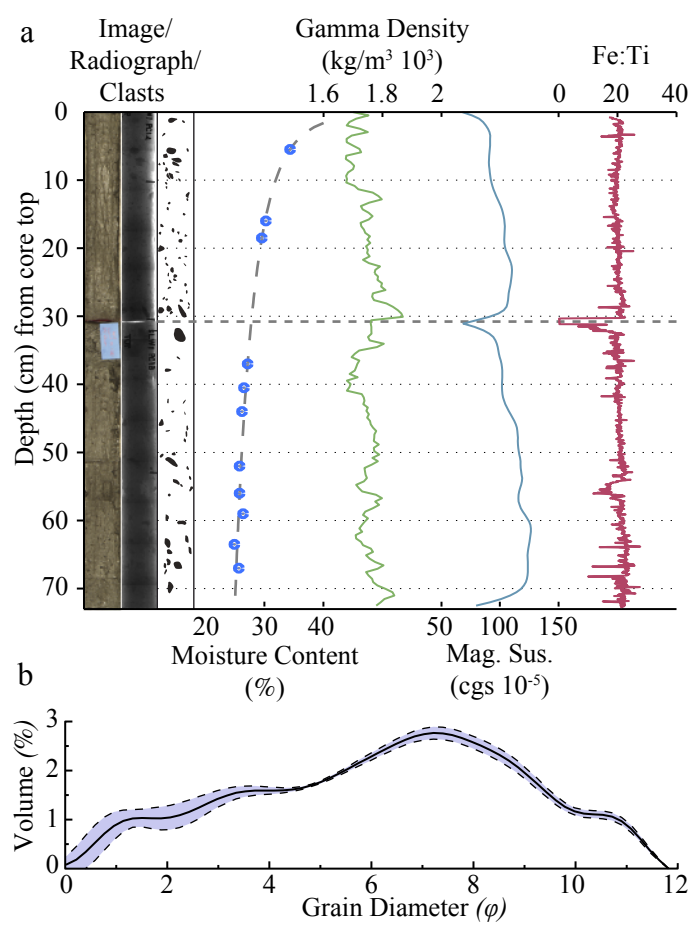 a
Image/
Radiograph/
Clasts
Gamma Density
(kg/m³ 10³)
1.6 1.8 2
Fe:Ti
0 20 40
Depth (cm) from core top
0
10
20
30
40
50
60
70
20 30 40
Moisture Content
(%)
50 100 150
Mag. Sus.
(cgs 10⁻⁵)
b
Volume (%)
3
2
1
0
0 2 4 6 8 10 12
Grain Diameter (φ)